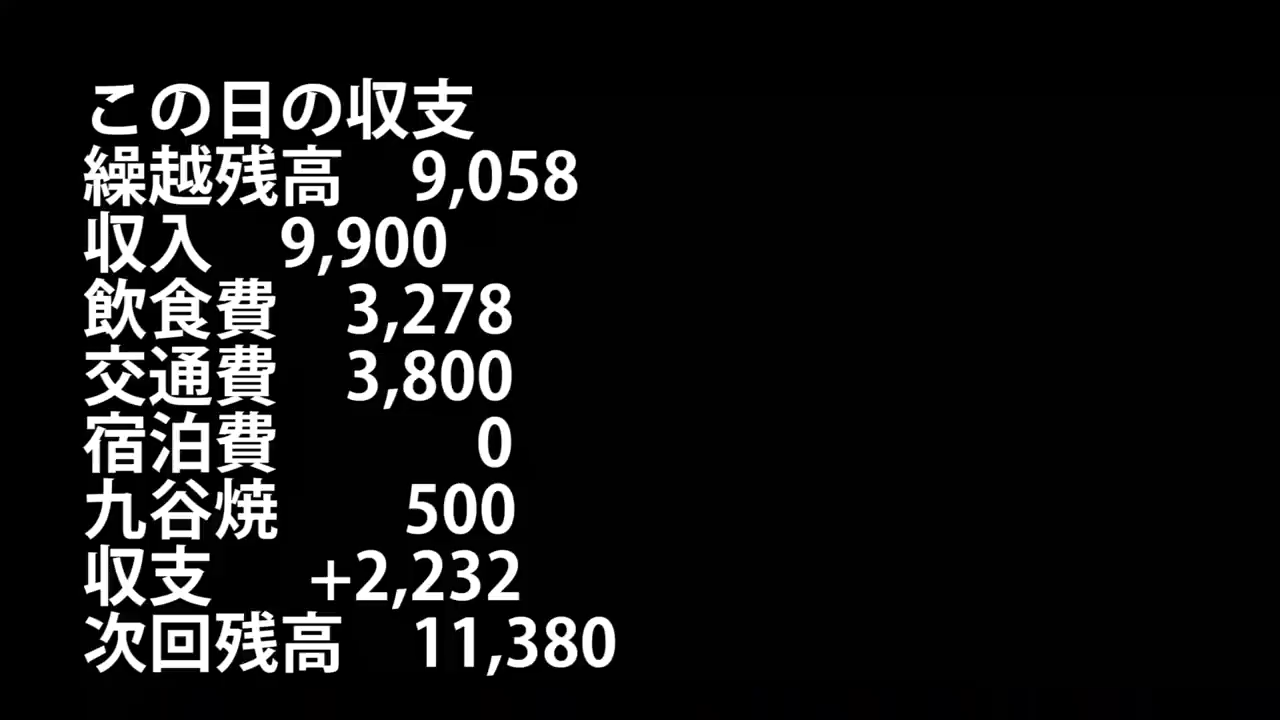 この日の収支
繰越残高　9,058
収入　9,900
飲食費　3,278
交通費　3,800
宿泊費　　　0
九谷焼　　500
収支　+2,232
次回残高　11,380